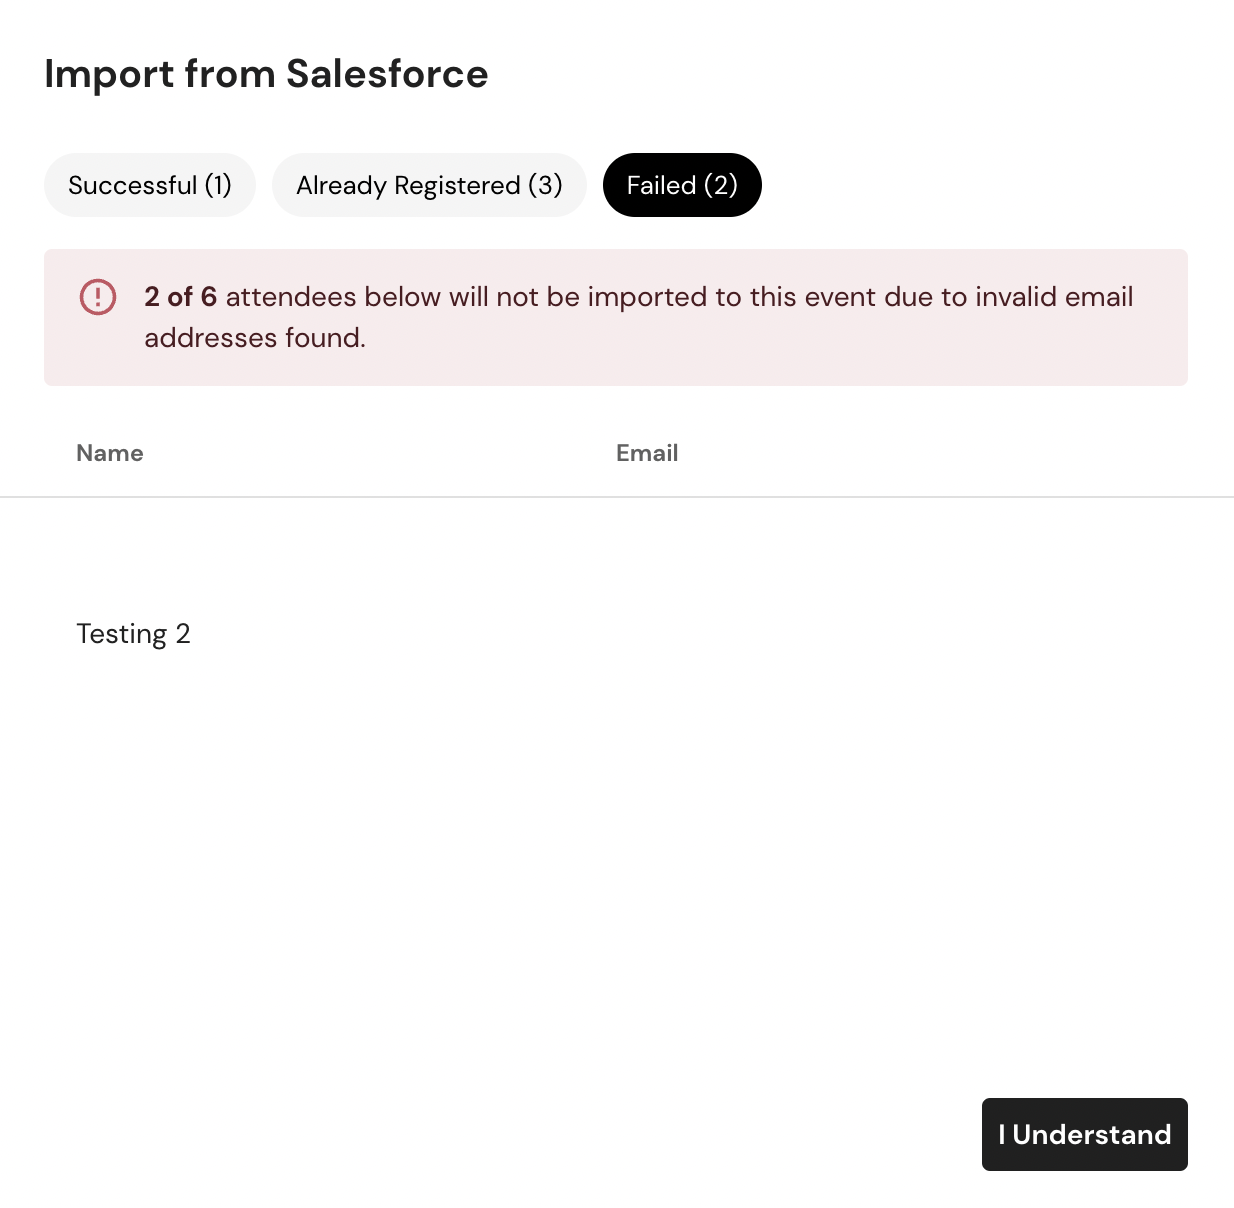 Import from Salesforce
Successful (1) Already Registered (3) Failed (2)
2 of 6 attendees below will not be imported to this event due to invalid email
addresses found.
Name Email
Testing 2
I Understand